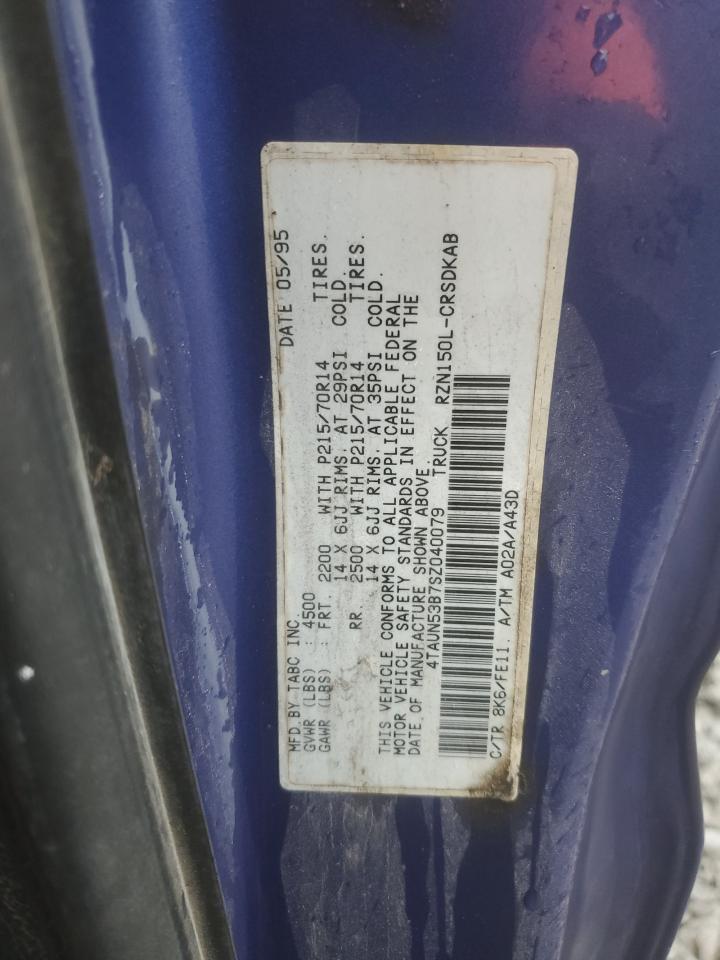 MFD.BY TABC INC. DATE 05/95
GVWR (LBS) : 4500
GAWR (LBS) : FRT. 2200 WITH P215/70R14 TIRES.
14 X 6JJ RIMS. AT 29PSI COLD.
RR. 2500 WITH P215/70R14 TIRES.
14 X 6JJ RIMS. AT 35PSI COLD.
THIS VEHICLE CONFORMS TO ALL APPLICABLE FEDERAL
MOTOR VEHICLE SAFETY STANDARDS IN EFFECT ON THE
DATE OF MANUFACTURE SHOWN ABOVE.
4TAUN53B7SZ040079 TRUCK RZN150L-CRSDKAB
C/TR 8K6/FE11. A/TM A02A/A43D